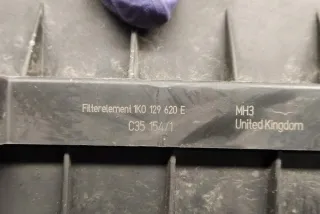 Filterelement 1K0 129 620 E
C35 154/1
MH3
United Kingdom